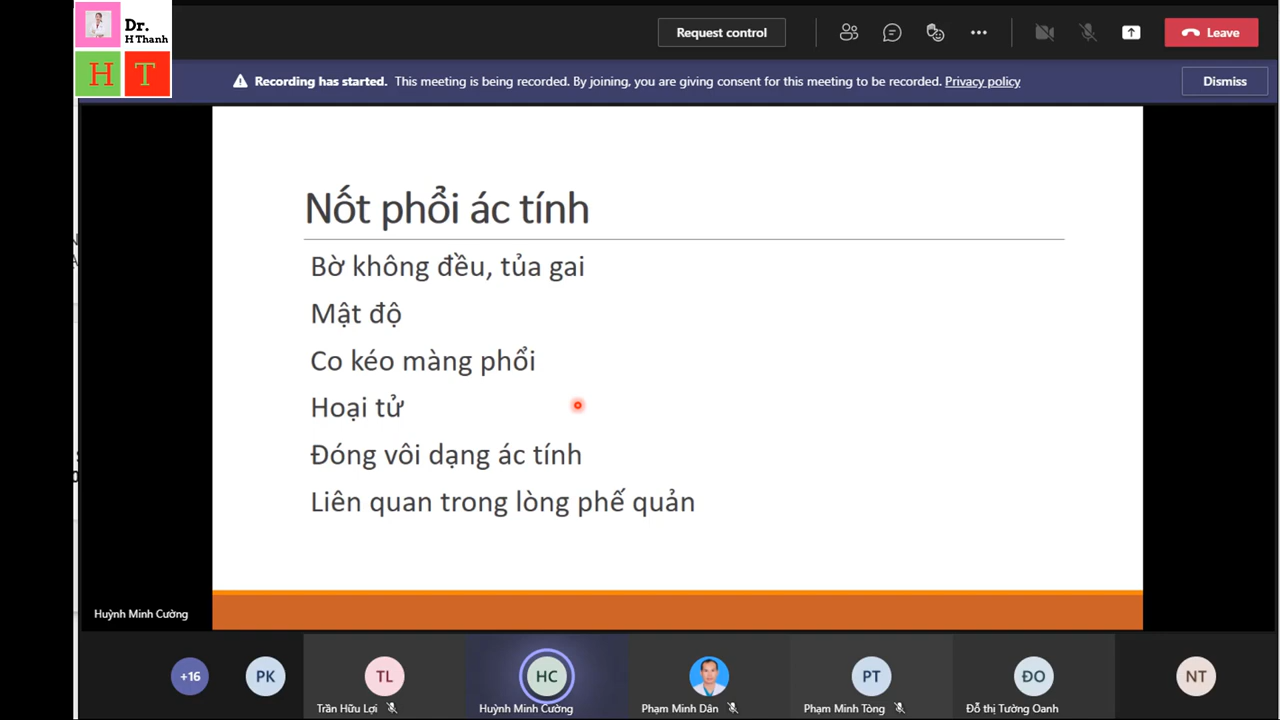 Dr.
H Thanh
H T
Request control
Leave
Recording has started. This meeting is being recorded. By joining, you are giving consent for this meeting to be recorded. Privacy policy
Dismiss
Nốt phổi ác tính
Bờ không đều, tủa gai
Mật độ
Co kéo màng phổi
Hoại tử
Đóng vôi dạng ác tính
Liên quan trong lòng phế quản
Huỳnh Minh Cường
+16
PK
TL
HC
PT
ĐO
NT
Trần Hữu Lợi
Huỳnh Minh Cường
Phạm Minh Dân
Phạm Minh Tòng
Đỗ thị Tường Oanh